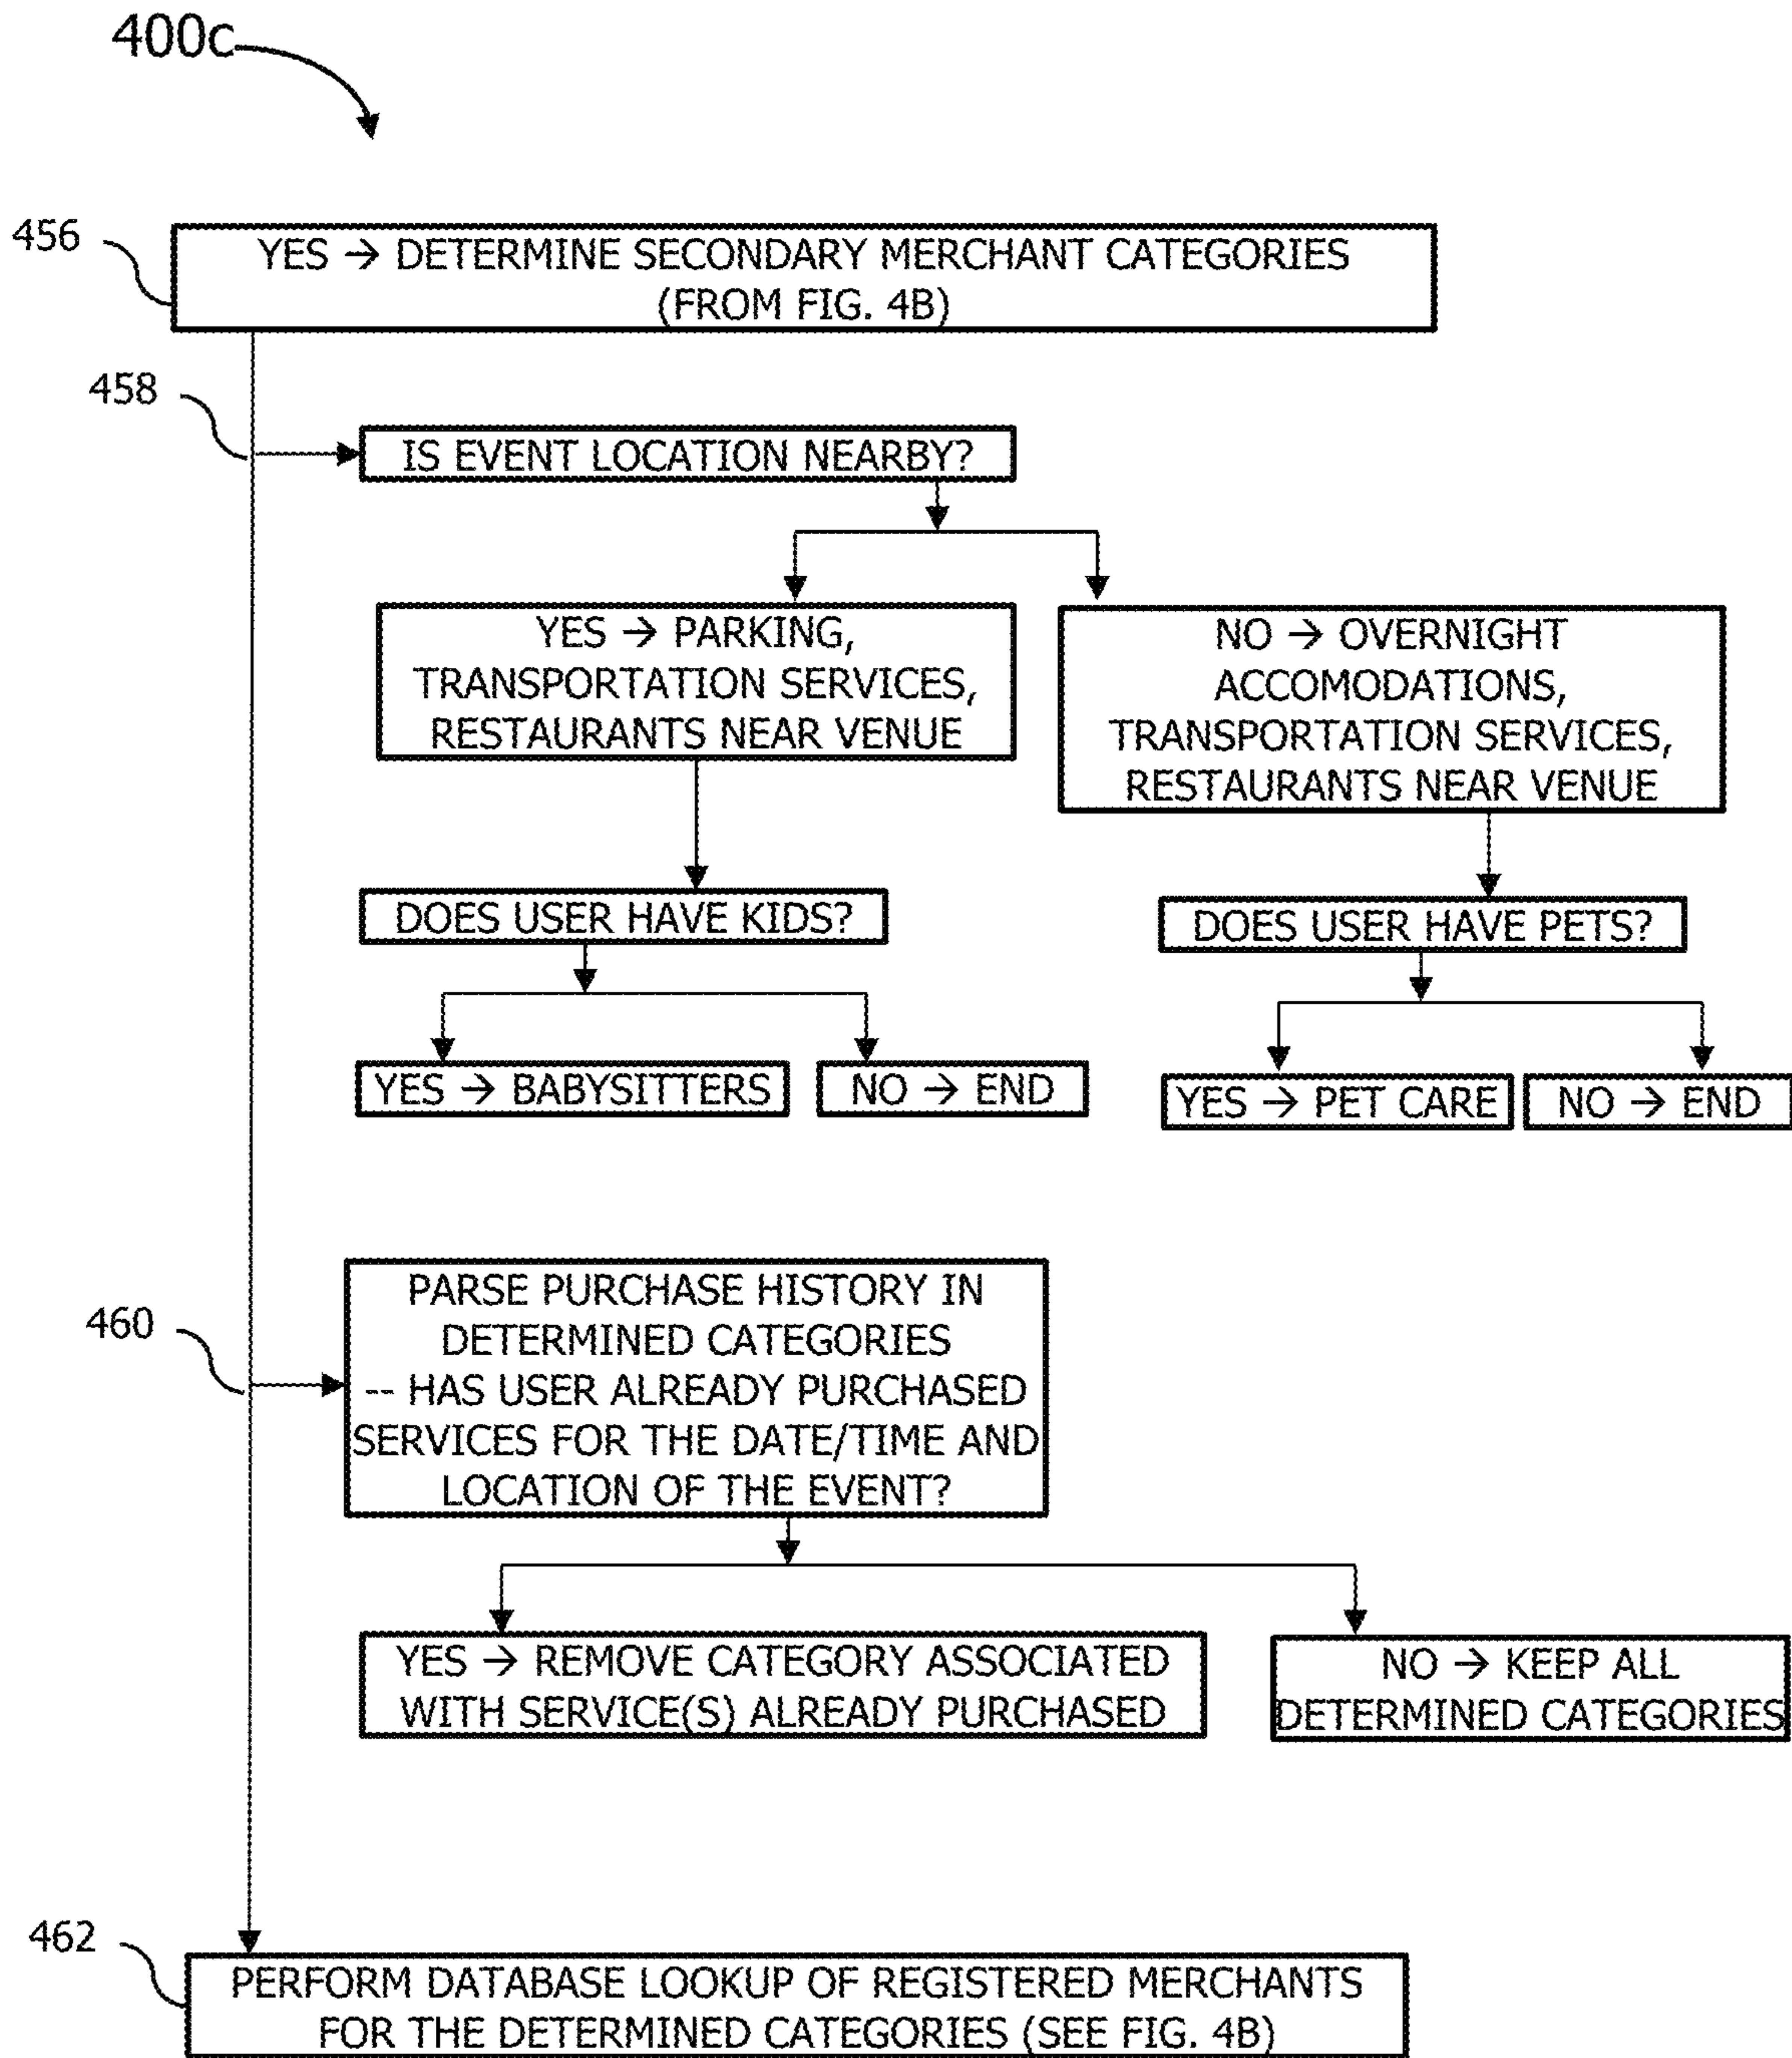 400c
456
YES → DETERMINE SECONDARY MERCHANT CATEGORIES
(FROM FIG. 4B)
458
IS EVENT LOCATION NEARBY?
YES → PARKING,
TRANSPORTATION SERVICES,
RESTAURANTS NEAR VENUE
NO → OVERNIGHT
ACCOMODATIONS,
TRANSPORTATION SERVICES,
RESTAURANTS NEAR VENUE
DOES USER HAVE KIDS?
DOES USER HAVE PETS?
YES → BABYSITTERS
NO → END
YES → PET CARE
NO → END
460
PARSE PURCHASE HISTORY IN
DETERMINED CATEGORIES
-- HAS USER ALREADY PURCHASED
SERVICES FOR THE DATE/TIME AND
LOCATION OF THE EVENT?
YES → REMOVE CATEGORY ASSOCIATED
WITH SERVICE(S) ALREADY PURCHASED
NO → KEEP ALL
DETERMINED CATEGORIES
462
PERFORM DATABASE LOOKUP OF REGISTERED MERCHANTS
FOR THE DETERMINED CATEGORIES (SEE FIG. 4B)